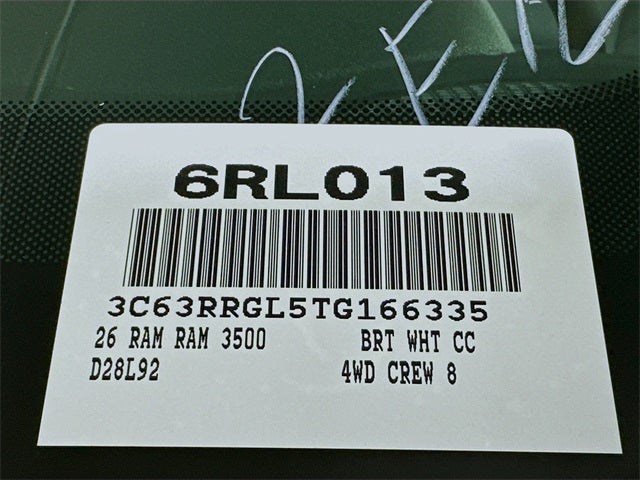 6RL013
3C63RRGL5TG166335
26 RAM RAM 3500 BRT WHT CC
D28L92 4WD CREW 8